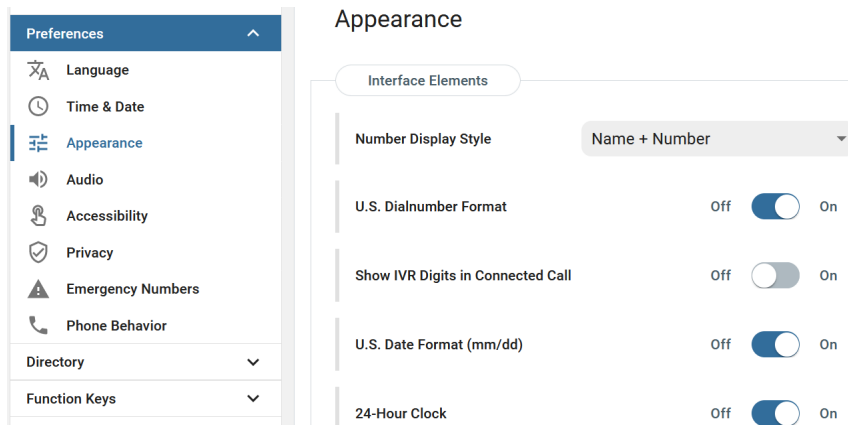 Preferences
Language
Time & Date
Appearance
Audio
Accessibility
Privacy
Emergency Numbers
Phone Behavior
Directory
Function Keys
Appearance
Interface Elements
Number Display Style Name + Number
U.S. Dialnumber Format Off On
Show IVR Digits in Connected Call Off On
U.S. Date Format (mm/dd) Off On
24-Hour Clock Off On